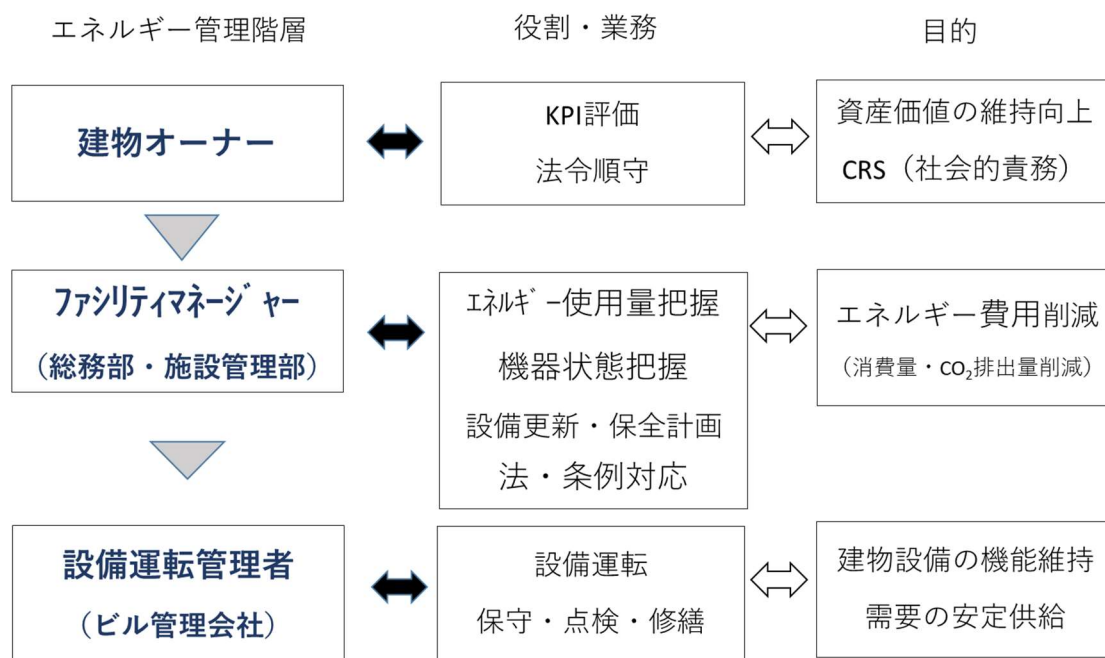 エネルギー管理階層
役割・業務
目的
建物オーナー
KPI評価
法令順守
資産価値の維持向上
CRS（社会的責務）
ﾌｧｼﾘﾃｨﾏﾈｰｼﾞｬｰ
（総務部・施設管理部）
ｴﾈﾙｷﾞｰ使用量把握
機器状態把握
設備更新・保全計画
法・条例対応
エネルギー費用削減
（消費量・CO₂排出量削減）
設備運転管理者
（ビル管理会社）
設備運転
保守・点検・修繕
建物設備の機能維持
需要の安定供給